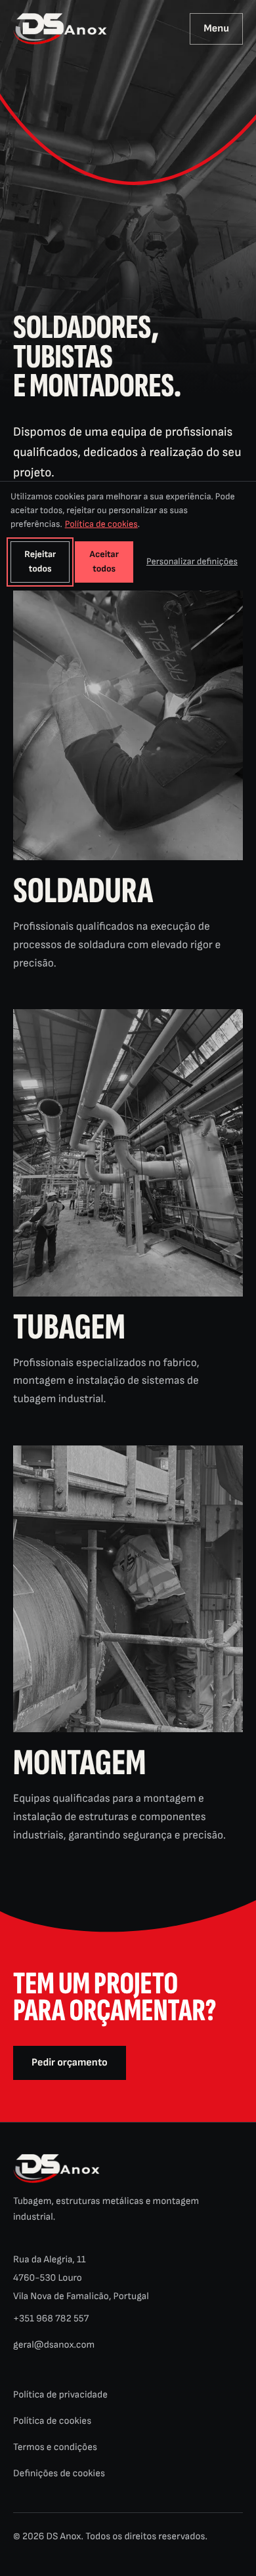 DS Anox
Menu
SOLDADORES,
TUBISTAS
E MONTADORES.
Dispomos de uma equipa de profissionais
qualificados, dedicados à realização do seu
projeto.
Utilizamos cookies para melhorar a sua experiência. Pode
aceitar todos, rejeitar ou personalizar as suas
preferências. Política de cookies.
Rejeitar
todos
Aceitar
todos
Personalizar definições
SOLDADURA
Profissionais qualificados na execução de
processos de soldadura com elevado rigor e
precisão.
TUBAGEM
Profissionais especializados no fabrico,
montagem e instalação de sistemas de
tubagem industrial.
MONTAGEM
Equipas qualificadas para a montagem e
instalação de estruturas e componentes
industriais, garantindo segurança e precisão.
TEM UM PROJETO
PARA ORÇAMENTAR?
Pedir orçamento
DS Anox
Tubagem, estruturas metálicas e montagem
industrial.
Rua da Alegria, 11
4760-530 Louro
Vila Nova de Famalicão, Portugal
+351 968 782 557
geral@dsanox.com
Política de privacidade
Política de cookies
Termos e condições
Definições de cookies
© 2026 DS Anox. Todos os direitos reservados.